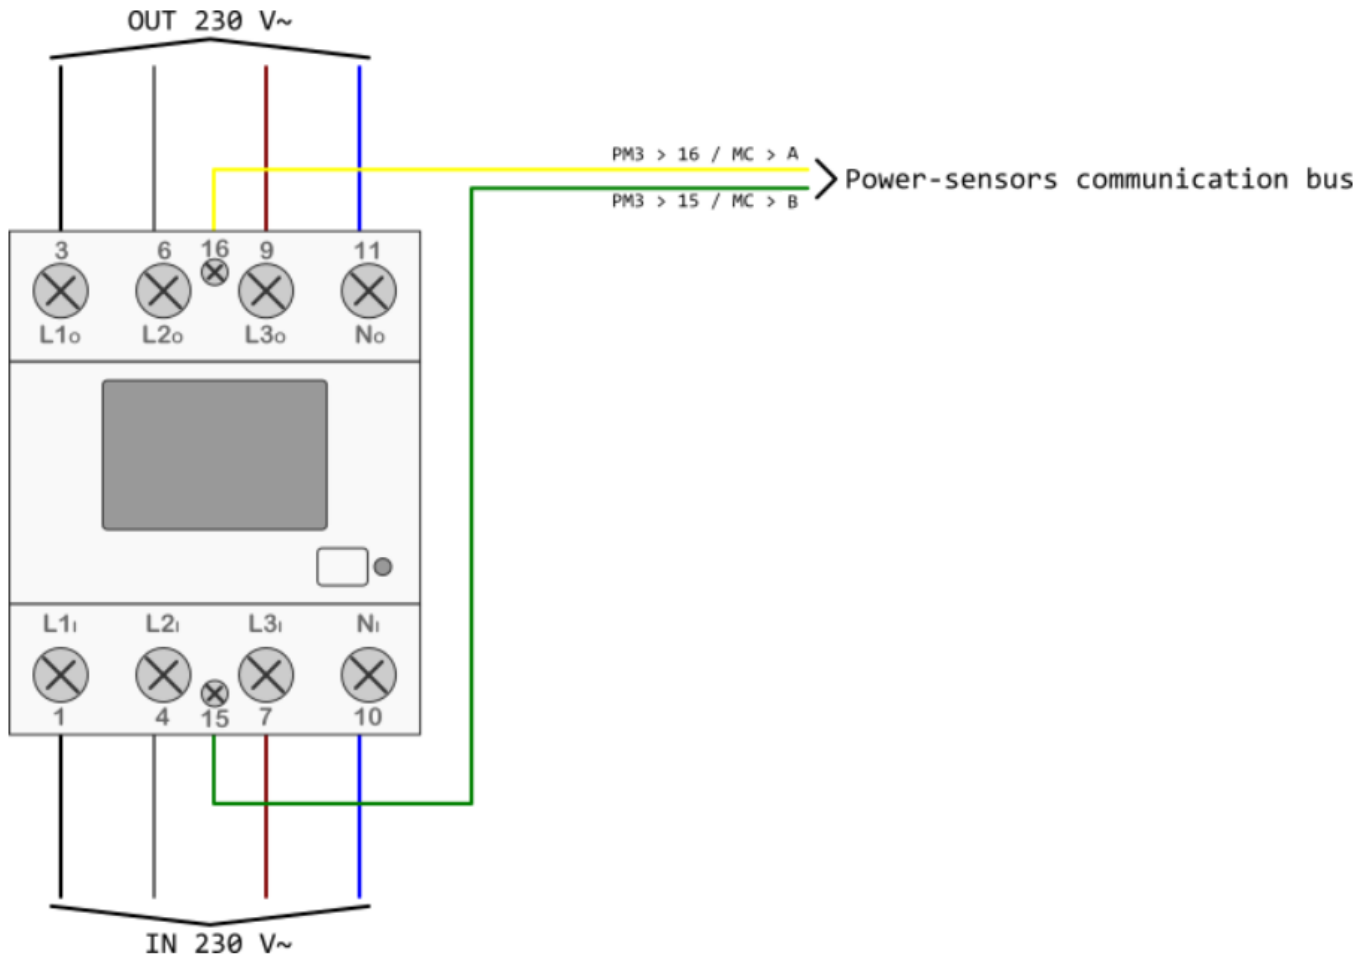 OUT 230 V~
PM3 > 16 / MC > A
Power-sensors communication bus
PM3 > 15 / MC > B
3 6 16 9 11
L1o L2o L3o No
L1I L2I L3I NI
1 4 15 7 10
IN 230 V~